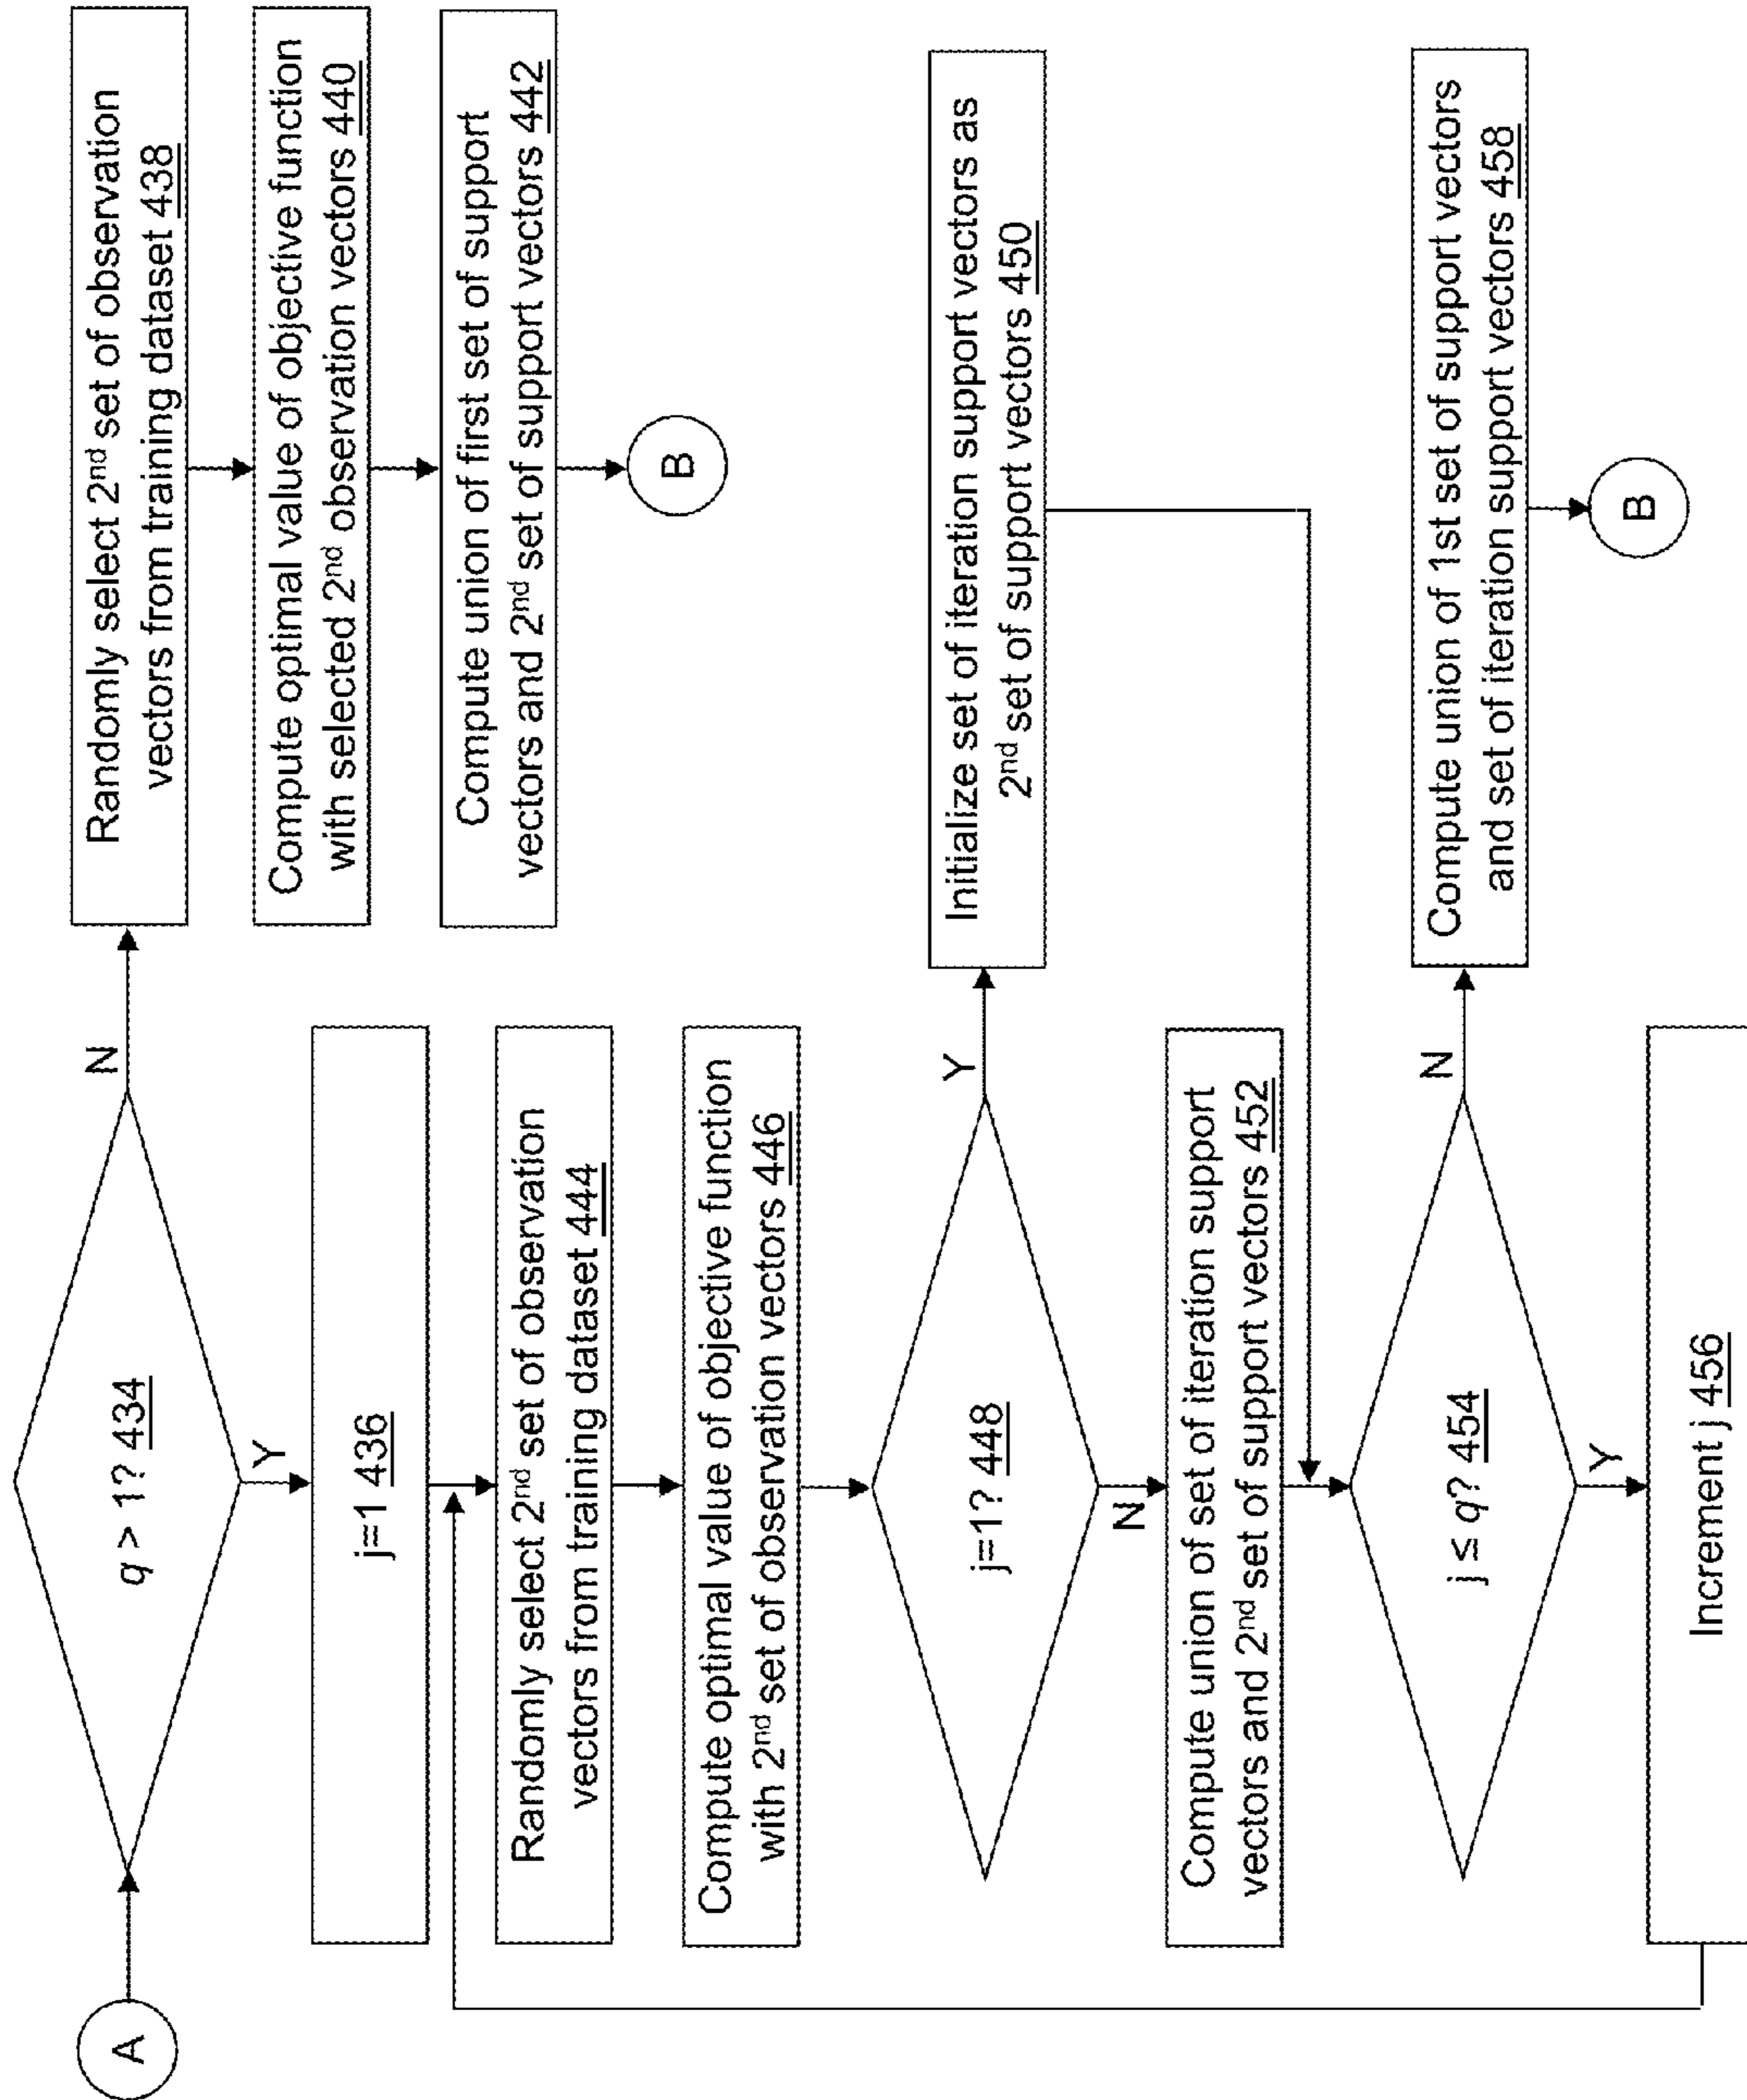 A
q > 1? 434
N
Randomly select 2nd set of observation
vectors from training dataset 438
Compute optimal value of objective function
with selected 2nd observation vectors 440
Compute union of first set of support
vectors and 2nd set of support vectors 442
B
Y
j=1 436
Randomly select 2nd set of observation
vectors from training dataset 444
Compute optimal value of objective function
with 2nd set of observation vectors 446
j=1? 448
Y
Initialize set of iteration support vectors as
2nd set of support vectors 450
N
Compute union of set of iteration support
vectors and 2nd set of support vectors 452
j ≤ q? 454
N
Compute union of 1st set of support vectors
and set of iteration support vectors 458
B
Y
Increment j 456